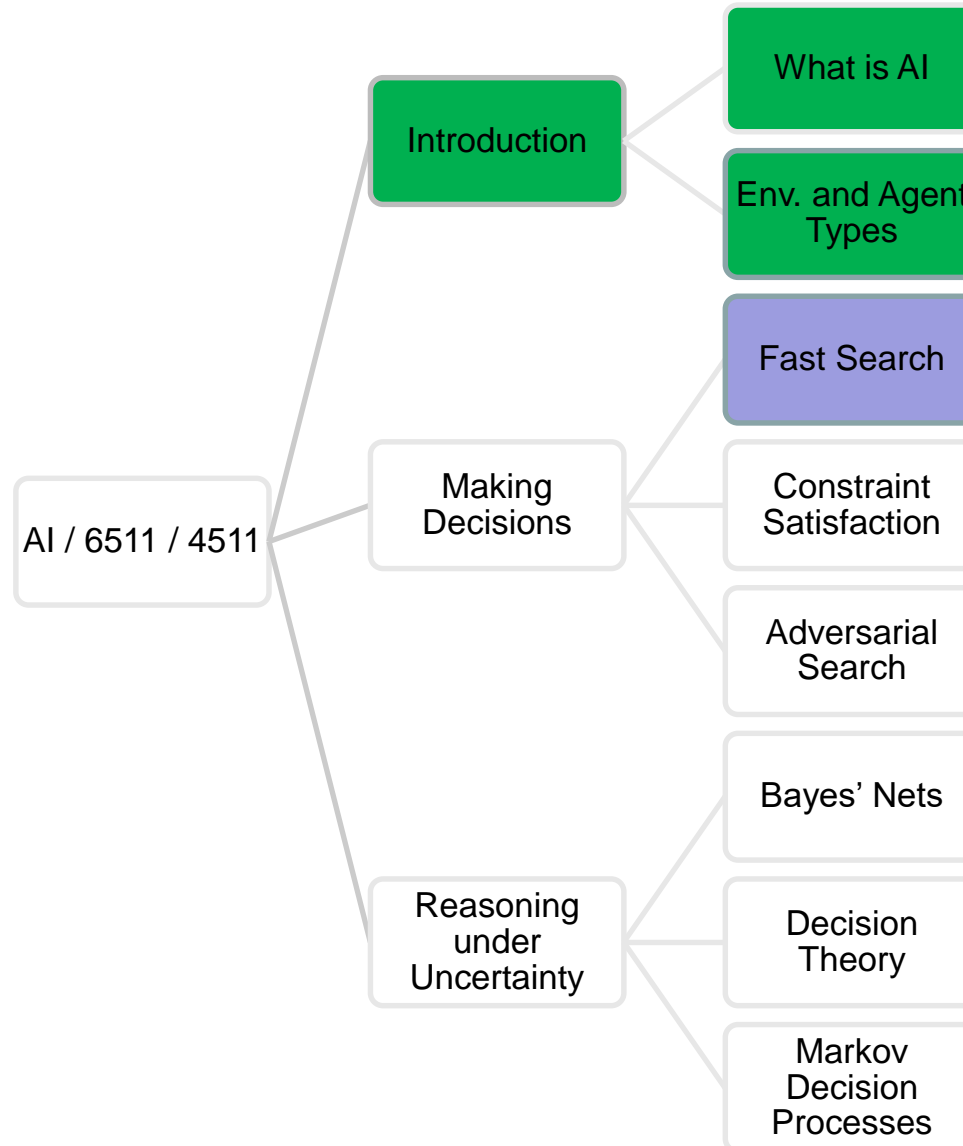 What is AI
Introduction
Env. and Agent
Types
Fast Search
AI / 6511 / 4511
Making
Decisions
Constraint
Satisfaction
Adversarial
Search
Bayes’ Nets
Reasoning
under
Uncertainty
Decision
Theory
Markov
Decision
Processes